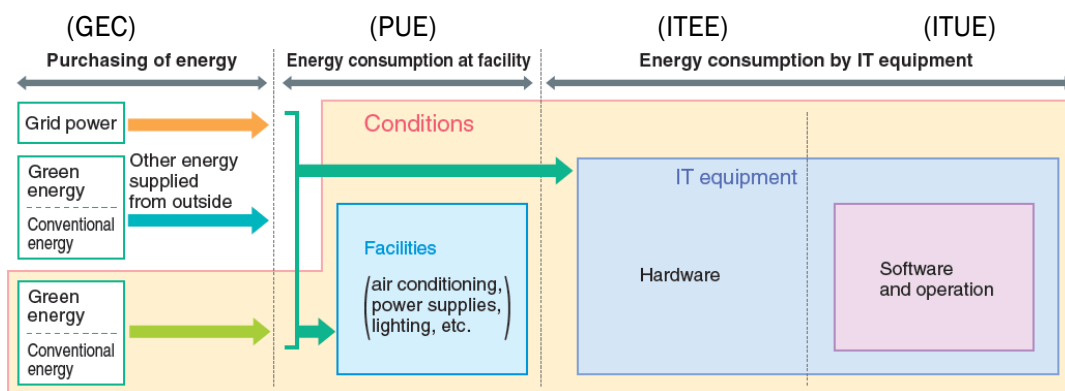 (GEC)
(PUE)
(ITEE)
(ITUE)
Purchasing of energy
Energy consumption at facility
Energy consumption by IT equipment
Grid power
Green
energy
Conventional
energy
Other energy
supplied
from outside
Green
energy
Conventional
energy
Conditions
Facilities
(air conditioning,
power supplies,
lighting, etc.)
IT equipment
Hardware
Software
and operation